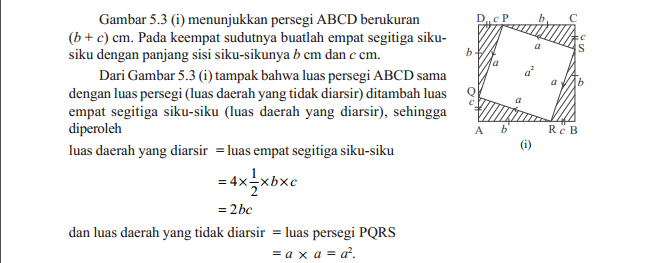 Gambar 5.3 (i) menunjukkan persegi ABCD berukuran
(b + c) cm. Pada keempat sudutnya buatlah empat segitiga siku-
siku dengan panjang sisi siku-sikunya b cm dan c cm.
Dari Gambar 5.3 (i) tampak bahwa luas persegi ABCD sama
dengan luas persegi (luas daerah yang tidak diarsir) ditambah luas
empat segitiga siku-siku (luas daerah yang diarsir), sehingga
diperoleh
luas daerah yang diarsir = luas empat segitiga siku-siku
= 4 × 1/2 × b × c
= 2bc
dan luas daerah yang tidak diarsir = luas persegi PQRS
= a × a = a².
D c P b C
c
S
b a a
a²
a b
Q
c a
A b R c B
(i)